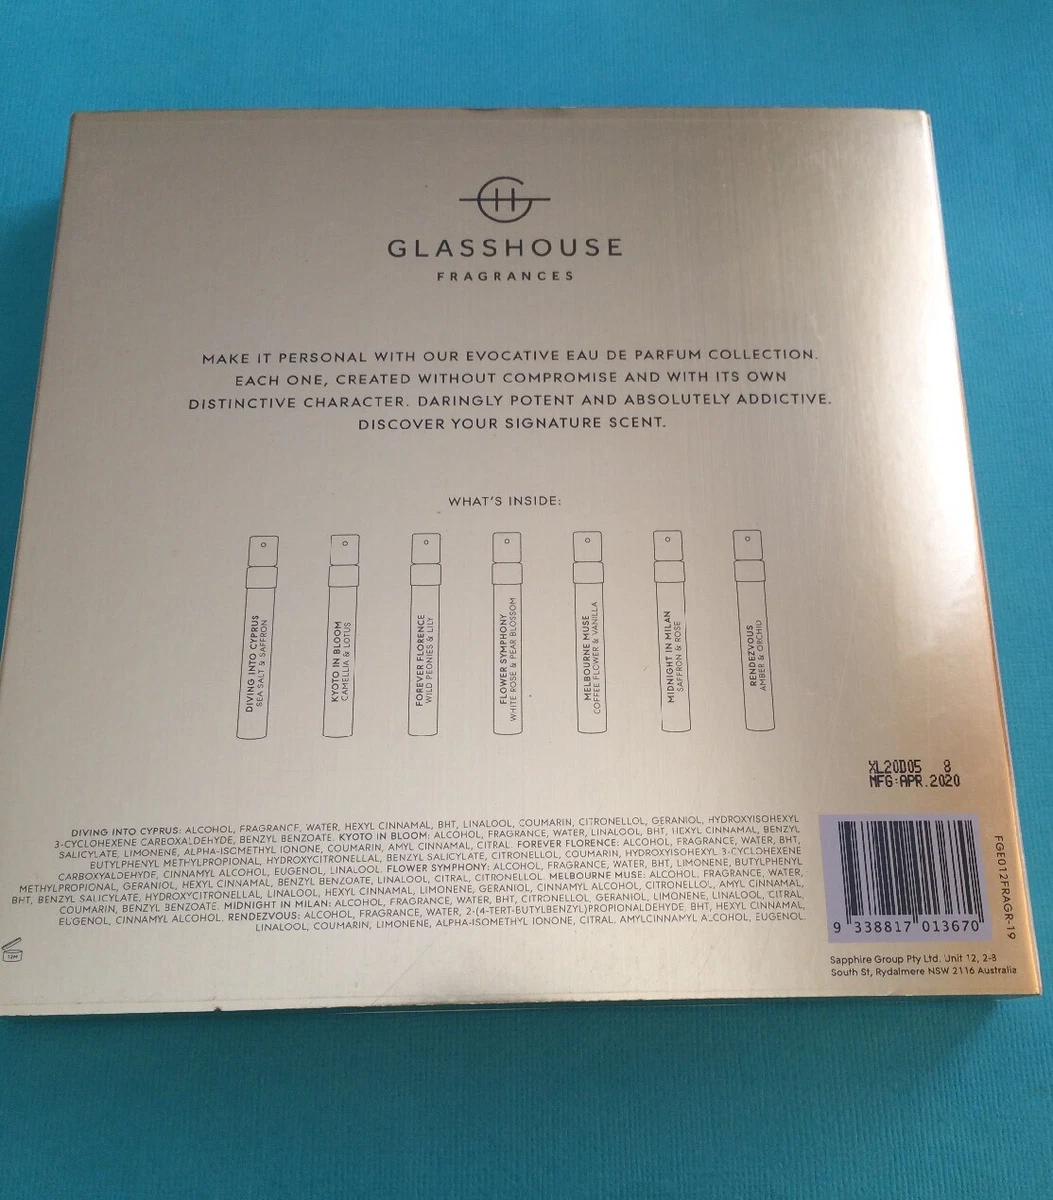 GH
GLASSHOUSE
FRAGRANCES
MAKE IT PERSONAL WITH OUR EVOCATIVE EAU DE PARFUM COLLECTION.
EACH ONE, CREATED WITHOUT COMPROMISE AND WITH ITS OWN
DISTINCTIVE CHARACTER. DARINGLY POTENT AND ABSOLUTELY ADDICTIVE.
DISCOVER YOUR SIGNATURE SCENT.
WHAT'S INSIDE:
DIVING INTO CYPRUS
SEA SALT & SAFFRON
KYOTO IN BLOOM
CAMELLIA & LOTUS
FOREVER FLORENCE
WILD PEONIES & LILY
FLOWER SYMPHONY
WHITE ROSE & PEAR BLOSSOM
MELBOURNE MUSE
COFFEE FLOWER & VANILLA
MIDNIGHT IN MILAN
SAFFRON & ROSE
RENDEZVOUS
AMBER & ORCHID
XL20D05 8
MFG:APR.2020
DIVING INTO CYPRUS: ALCOHOL, FRAGRANCE, WATER, HEXYL CINNAMAL, BHT, LINALOOL, COUMARIN, CITRONELLOL, GERANIOL, HYDROXYISOHEXYL
3-CYCLOHEXENE CARBOXALDEHYDE, BENZYL BENZOATE. KYOTO IN BLOOM: ALCOHOL, FRAGRANCE, WATER, LINALOOL, BHT, HEXYL CINNAMAL, BENZYL
SALICYLATE, LIMONENE, ALPHA-ISOMETHYL IONONE, COUMARIN, AMYL CINNAMAL, CITRAL. FOREVER FLORENCE: ALCOHOL, FRAGRANCE, WATER, BHT,
BUTYLPHENYL METHYLPROPIONAL, HYDROXYCITRONELLAL, BENZYL SALICYLATE, CITRONELLOL, COUMARIN, HYDROXYISOHEXYL 3-CYCLOHEXENE
CARBOXYALDEHYDE, CINNAMYL ALCOHOL, EUGENOL, LINALOOL. FLOWER SYMPHONY: ALCOHOL, FRAGRANCE, WATER, BHT, LIMONENE, BUTYLPHENYL
METHYLPROPIONAL, GERANIOL, HEXYL CINNAMAL, BENZYL BENZOATE, LINALOOL, CITRAL, CITRONELLOL. MELBOURNE MUSE: ALCOHOL, FRAGRANCE, WATER,
BHT, BENZYL SALICYLATE, HYDROXYCITRONELLAL, LINALOOL, HEXYL CINNAMAL, LIMONENE, GERANIOL, CINNAMYL ALCOHOL, CITRONELLOL, AMYL CINNAMAL,
COUMARIN, BENZYL BENZOATE. MIDNIGHT IN MILAN: ALCOHOL, FRAGRANCE, WATER, BHT, CITRONELLOL, GERANIOL, LIMONENE, LINALOOL, CITRAL,
EUGENOL, CINNAMYL ALCOHOL. RENDEZVOUS: ALCOHOL, FRAGRANCE, WATER, 2-(4-TERT-BUTYLBENZYL)PROPIONALDEHYDE, BHT, HEXYL CINNAMAL,
LINALOOL, COUMARIN, LIMONENE, ALPHA-ISOMETHYL IONONE, CITRAL, AMYLCINNAMYL ALCOHOL, EUGENOL.
12M
9 338817 013670
FGE012FRAGR-19
Sapphire Group Pty Ltd. Unit 12, 2-8
South St, Rydalmere NSW 2116 Australia